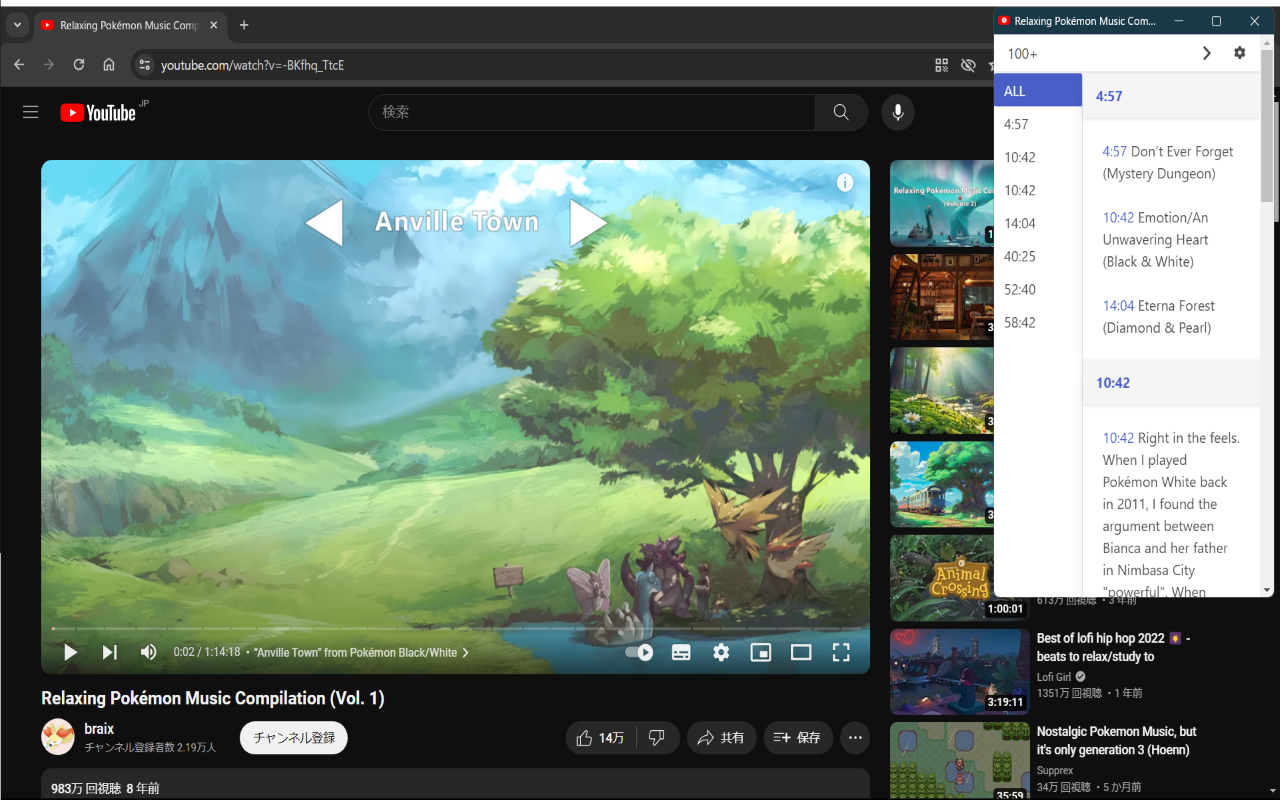 Relaxing Pokémon Music Comp
youtube.com/watch?v=-BKfhq_TtcE
YouTube JP
検索
Anville Town
0:02 / 1:14:18 • "Anville Town" from Pokémon Black/White
Relaxing Pokémon Music Compilation (Vol. 1)
braix
チャンネル登録者数 2.19万人
チャンネル登録
14万
共有
保存
983万 回視聴 8 年前
Relaxing Pokémon Music Co
(Volume 2)
1
3
3
3
Animal
Crossing
1:00:01
613万 回視聴 ・3 年前
3:19:11
Best of lofi hip hop 2022 🎆 -
beats to relax/study to
Lofi Girl
1351万 回視聴 ・1 年前
35:59
Nostalgic Pokemon Music, but
it's only generation 3 (Hoenn)
Supprex
34万 回視聴 ・5 か月前
Relaxing Pokémon Music Com...
100+
ALL
4:57
10:42
10:42
14:04
40:25
52:40
58:42
4:57
4:57 Don't Ever Forget
(Mystery Dungeon)
10:42 Emotion/An
Unwavering Heart
(Black & White)
14:04 Eterna Forest
(Diamond & Pearl)
10:42
10:42 Right in the feels.
When I played
Pokémon White back
in 2011, I found the
argument between
Bianca and her father
in Nimbasa City
"powerful". When